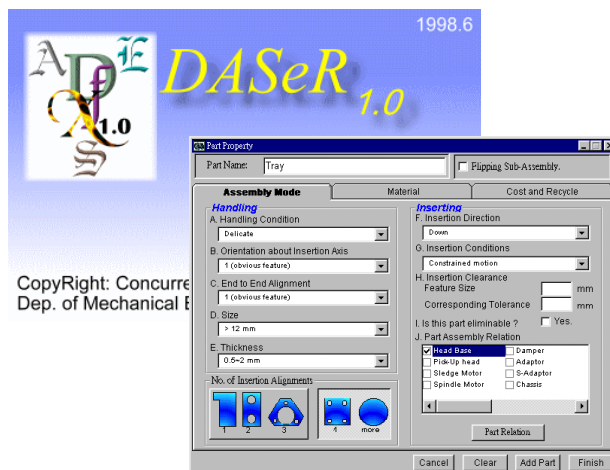 1998.6
A D E
f
X 1.0
S
DASeR 1.0
CopyRight: Concurre
Dep. of Mechanical E
Part Property
Part Name: Tray
Flipping Sub-Assembly.
Assembly Mode Material Cost and Recycle
Handling
A. Handling Condition
Delicate
B. Orientation about Insertion Axis
1 (obvious feature)
C. End to End Alignment
1 (obvious feature)
D. Size
> 12 mm
E. Thickness
0.5~2 mm
No. of Insertion Alignments
1 2 3 4 more
Inserting
F. Insertion Direction
Down
G. Insertion Conditions
Constrained motion
H. Insertion Clearance
Feature Size mm
Corresponding Tolerance mm
I. Is this part eliminable ? Yes.
J. Part Assembly Relation
Head Base Damper
Pick-Up head Adaptor
Sledge Motor S-Adaptor
Spindle Motor Chassis
Part Relation
Cancel Clear Add Part Finish